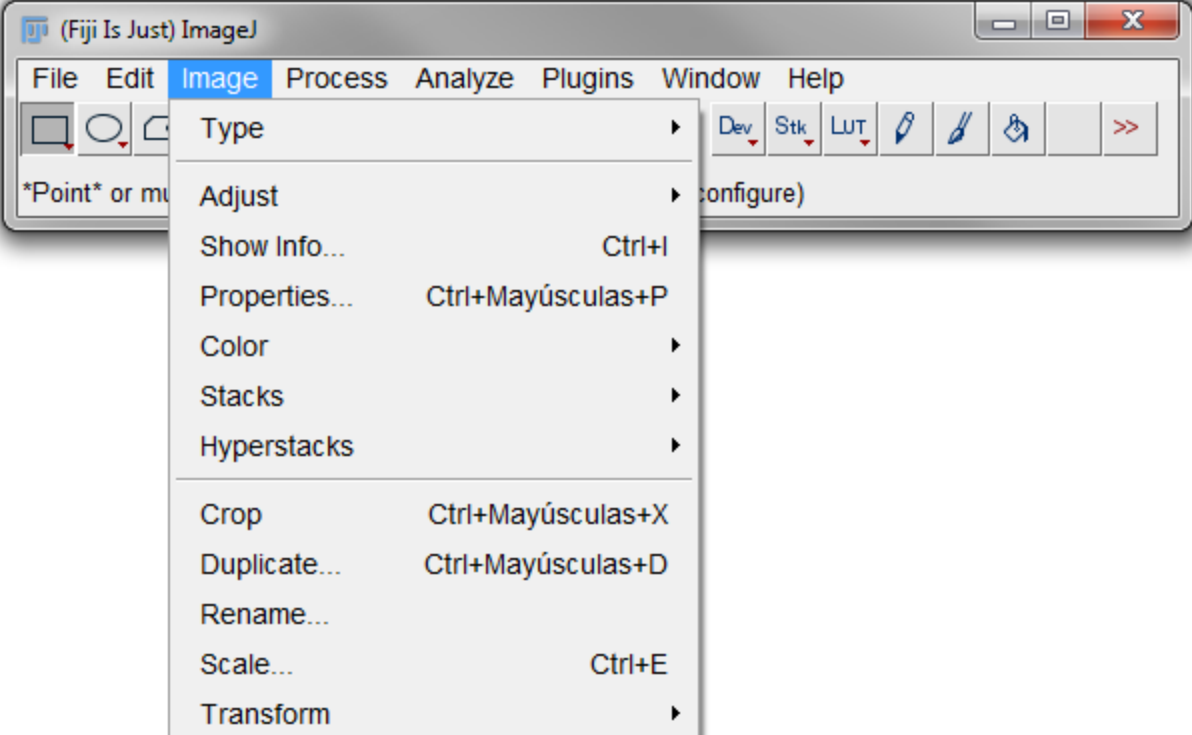 (Fiji Is Just) ImageJ
File Edit Image Process Analyze Plugins Window Help
Dev Stk LUT >>
*Point* or configure)
Type
Adjust
Show Info... Ctrl+I
Properties... Ctrl+Mayúsculas+P
Color
Stacks
Hyperstacks
Crop Ctrl+Mayúsculas+X
Duplicate... Ctrl+Mayúsculas+D
Rename...
Scale... Ctrl+E
Transform